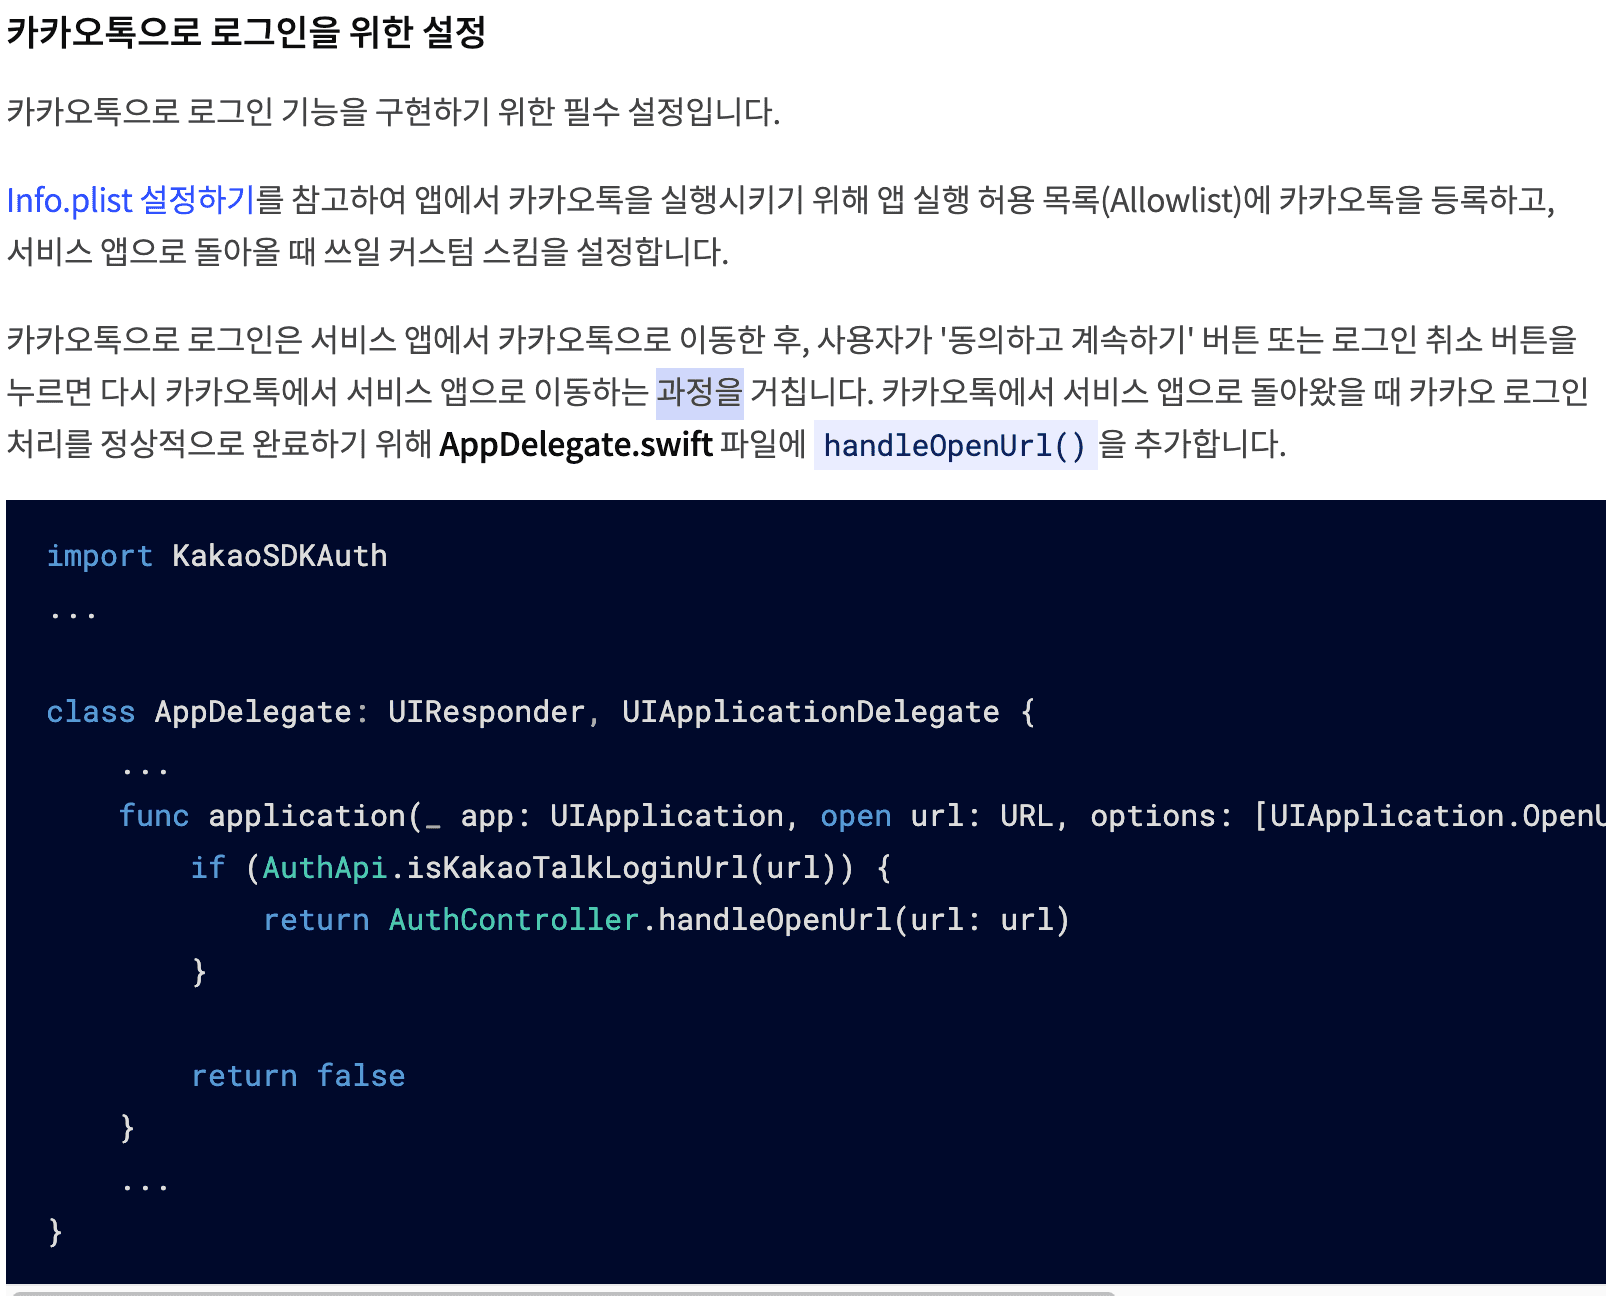 카카오톡으로 로그인을 위한 설정
카카오톡으로 로그인 기능을 구현하기 위한 필수 설정입니다.
Info.plist 설정하기를 참고하여 앱에서 카카오톡을 실행시키기 위해 앱 실행 허용 목록(Allowlist)에 카카오톡을 등록하고,
서비스 앱으로 돌아올 때 쓰일 커스텀 스킴을 설정합니다.
카카오톡으로 로그인은 서비스 앱에서 카카오톡으로 이동한 후, 사용자가 '동의하고 계속하기' 버튼 또는 로그인 취소 버튼을
누르면 다시 카카오톡에서 서비스 앱으로 이동하는 과정을 거칩니다. 카카오톡에서 서비스 앱으로 돌아왔을 때 카카오 로그인
처리를 정상적으로 완료하기 위해 AppDelegate.swift 파일에 handleOpenUrl()을 추가합니다.
import KakaoSDKAuth
...
class AppDelegate: UIResponder, UIApplicationDelegate {
    ...
    func application(_ app: UIApplication, open url: URL, options: [UIApplication.OpenU
        if (AuthApi.isKakaoTalkLoginUrl(url)) {
            return AuthController.handleOpenUrl(url: url)
        }
        return false
    }
    ...
}